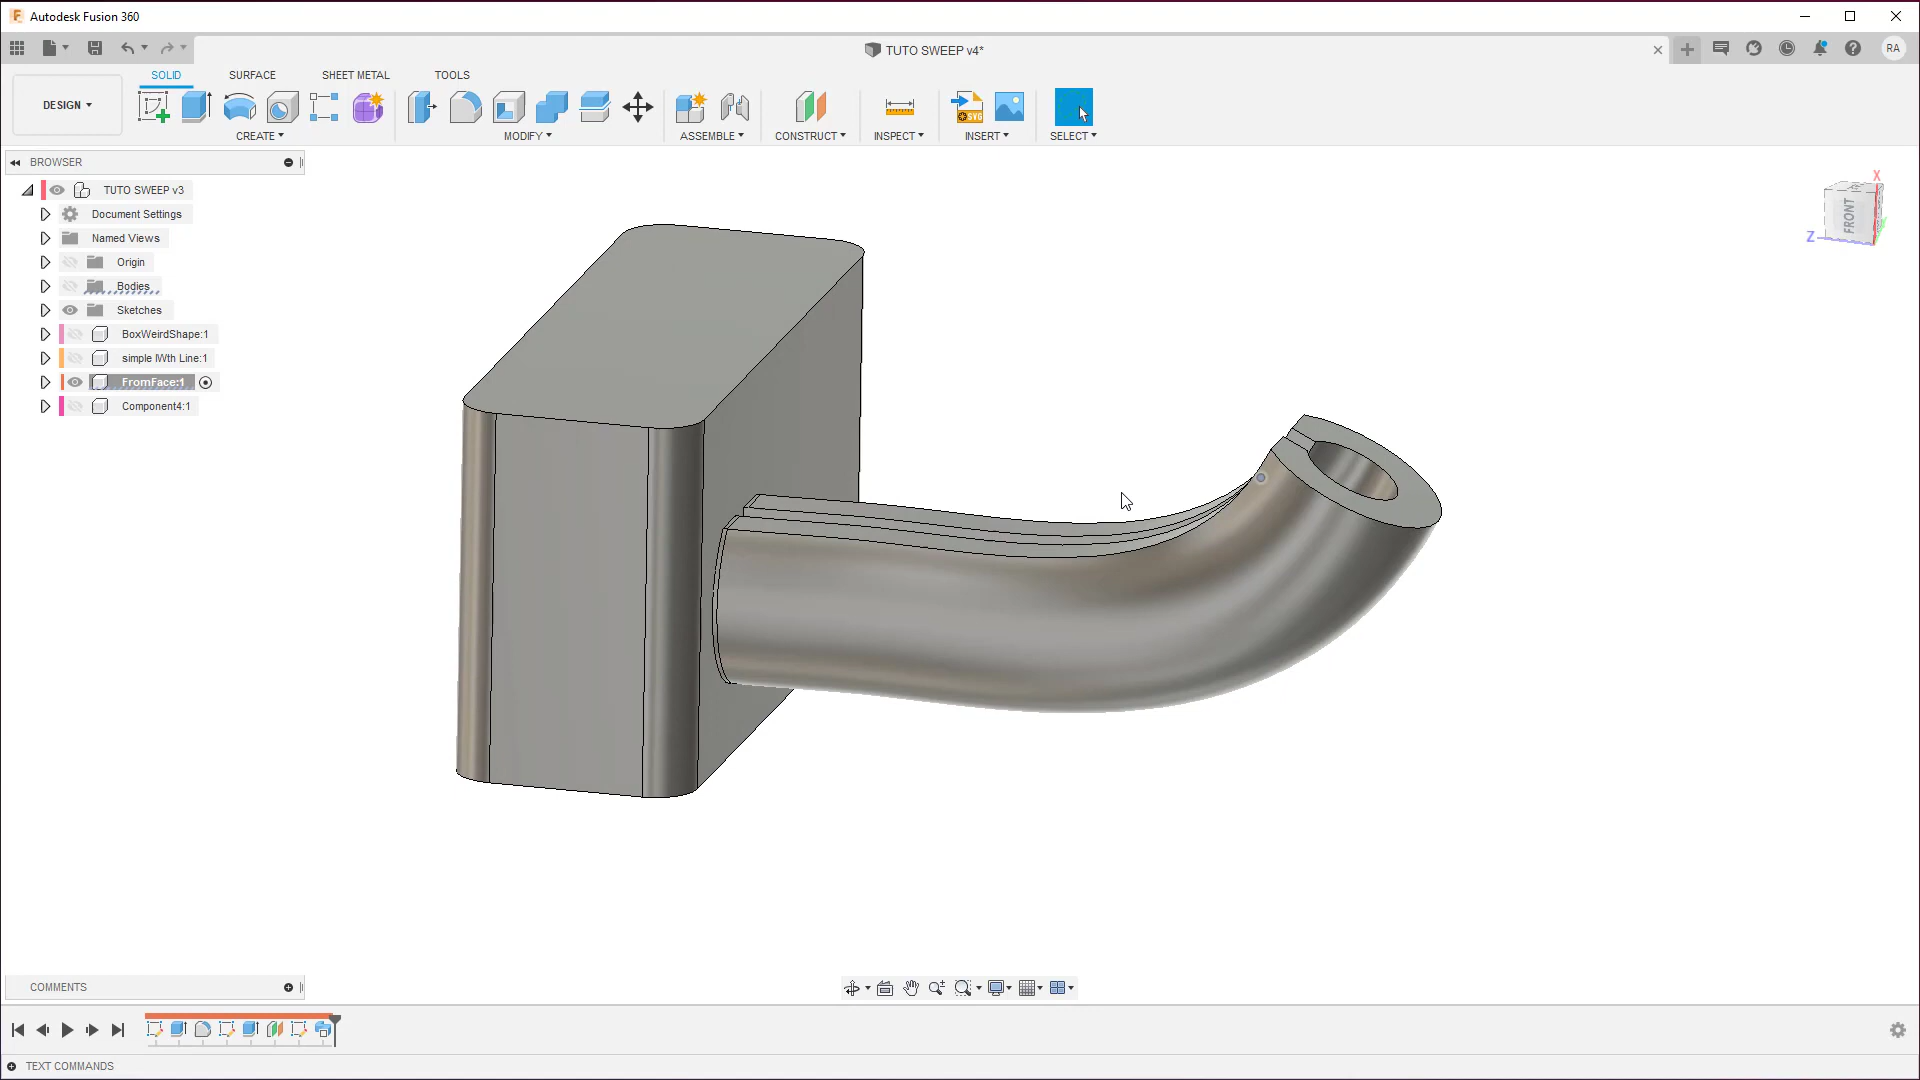 Autodesk Fusion 360
TUTO SWEEP v4*
RA
DESIGN
SOLID SURFACE SHEET METAL TOOLS
CREATE MODIFY ASSEMBLE CONSTRUCT INSPECT INSERT SELECT
SVG
BROWSER
TUTO SWEEP v3
Document Settings
Named Views
Origin
Bodies
Sketches
BoxWeirdShape:1
simple IWth Line:1
FromFace:1
Component4:1
X
FRONT
Z
COMMENTS
TEXT COMMANDS